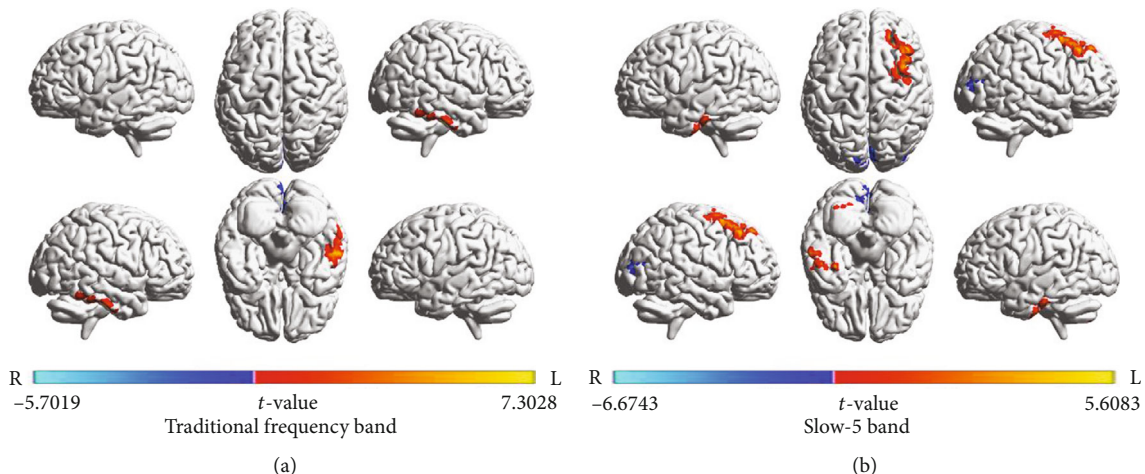 R L
−5.7019 t-value 7.3028
Traditional frequency band
(a)
R L
−6.6743 t-value 5.6083
Slow-5 band
(b)